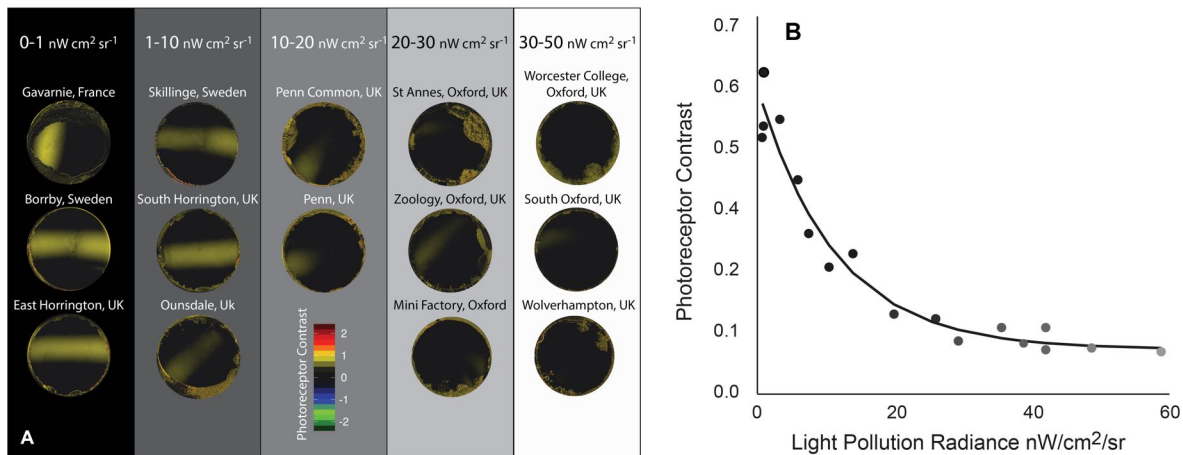 0-1 nW cm² sr⁻¹
1-10 nW cm² sr⁻¹
10-20 nW cm² sr⁻¹
20-30 nW cm² sr⁻¹
30-50 nW cm² sr⁻¹
Gavarnie, France
Skillinge, Sweden
Penn Common, UK
St Annes, Oxford, UK
Worcester College,
Oxford, UK
Borrby, Sweden
South Horrington, UK
Penn, UK
Zoology, Oxford, UK
South Oxford, UK
East Horrington, UK
Ounsdale, Uk
Mini Factory, Oxford
Wolverhampton, UK
Photoreceptor Contrast
2
1
0
-1
-2
A
B
Photoreceptor Contrast
0.7
0.6
0.5
0.4
0.2
0.1
0.0
0
20
40
60
Light Pollution Radiance nW/cm²/sr